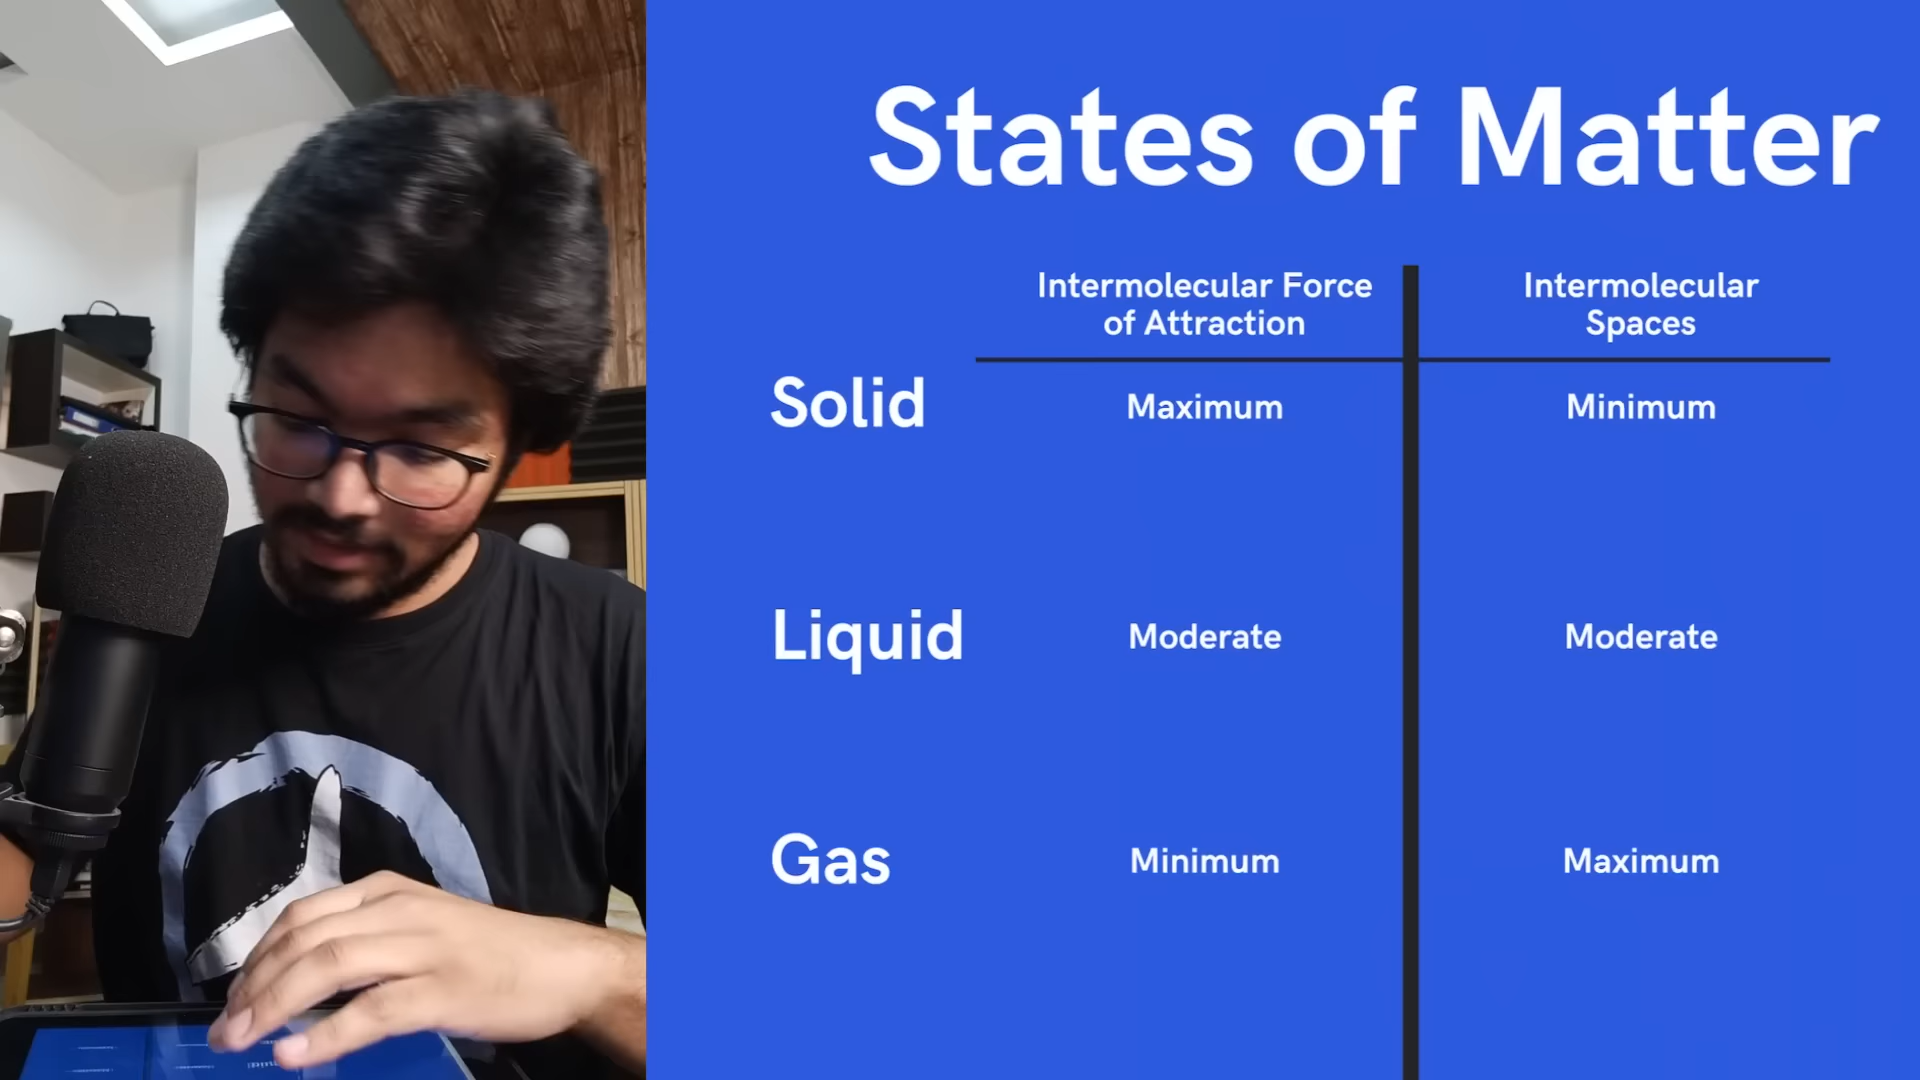 States of Matter
Intermolecular Force
of Attraction
Intermolecular
Spaces
Solid
Maximum
Minimum
Liquid
Moderate
Moderate
Gas
Minimum
Maximum